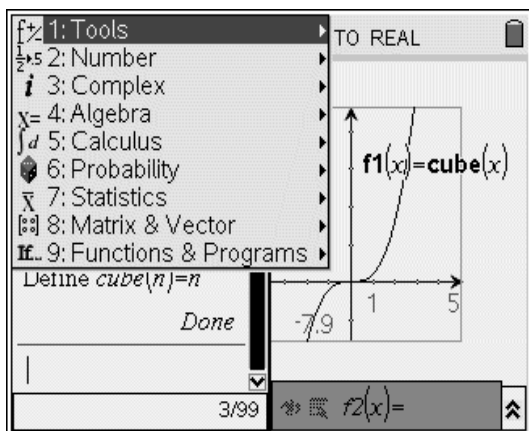 1: Tools
2: Number
3: Complex
4: Algebra
5: Calculus
6: Probability
7: Statistics
8: Matrix & Vector
9: Functions & Programs
Define cube(n)=n
Done
3/99
TO REAL
f1(x)=cube(x)
1
5
-7.9
f2(x)=